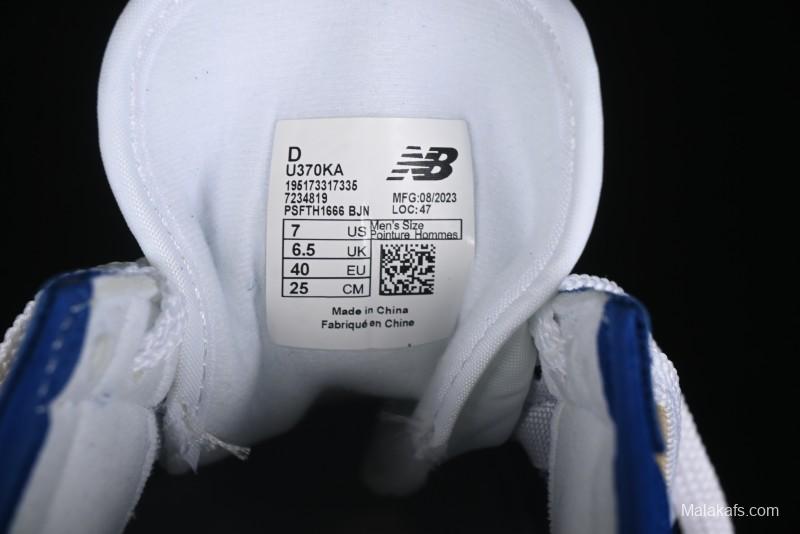 D
U370KA
195173317335
7234819
PSFTH1666 BJN
NB
MFG:08/2023
LOC:47
7 US Men's Size
Pointure Hommes
6.5 UK
40 EU
25 CM
Made in China
Fabriqué en Chine
Malakafs.com